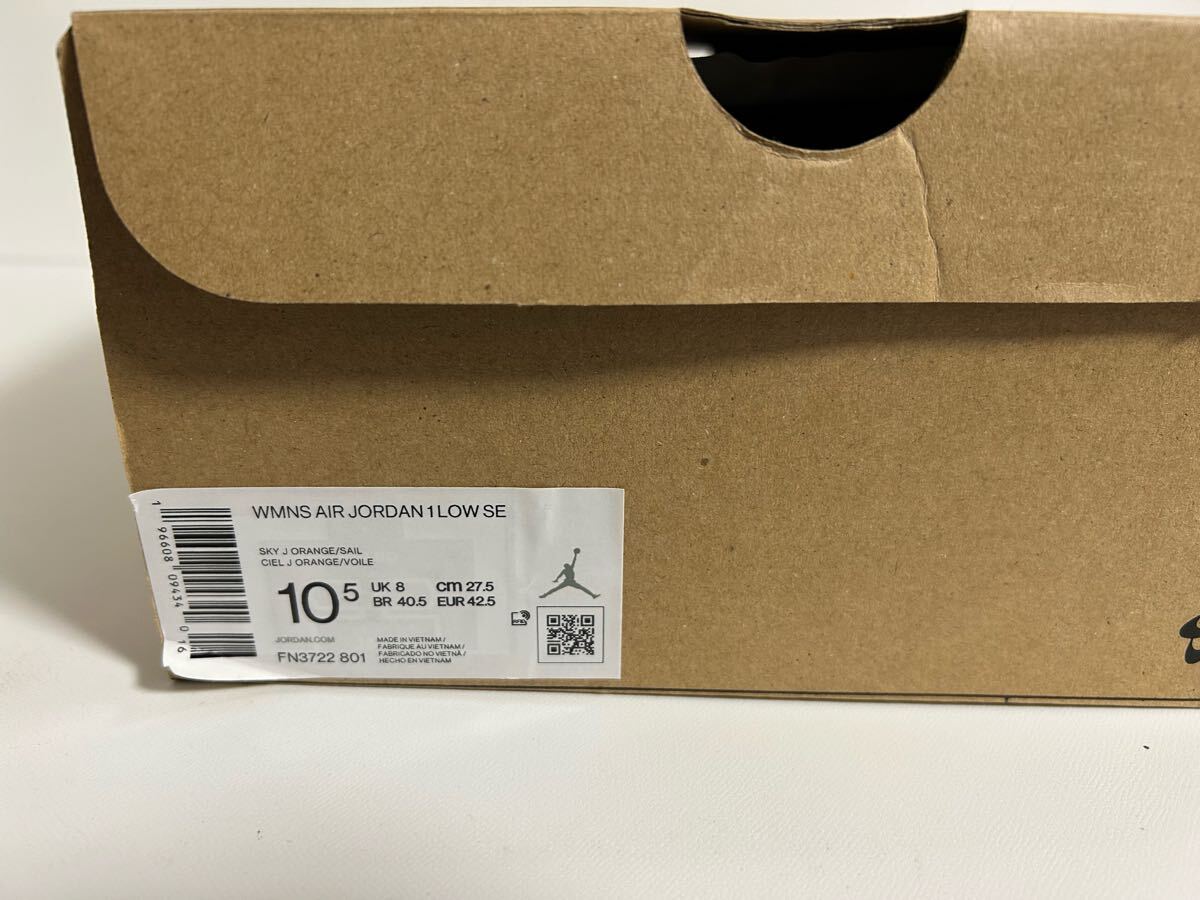 WMNS AIR JORDAN 1 LOW SE
SKY J ORANGE/SAIL
CIEL J ORANGE/VOILE
10 5
UK 8 cm 27.5
BR 40.5 EUR 42.5
JORDAN.COM
FN3722 801
MADE IN VIETNAM /
FABRIQUE AU VIETNAM /
FABRICADO NO VIETNÃ /
HECHO EN VIETNAM
1 96608 09434 0 16